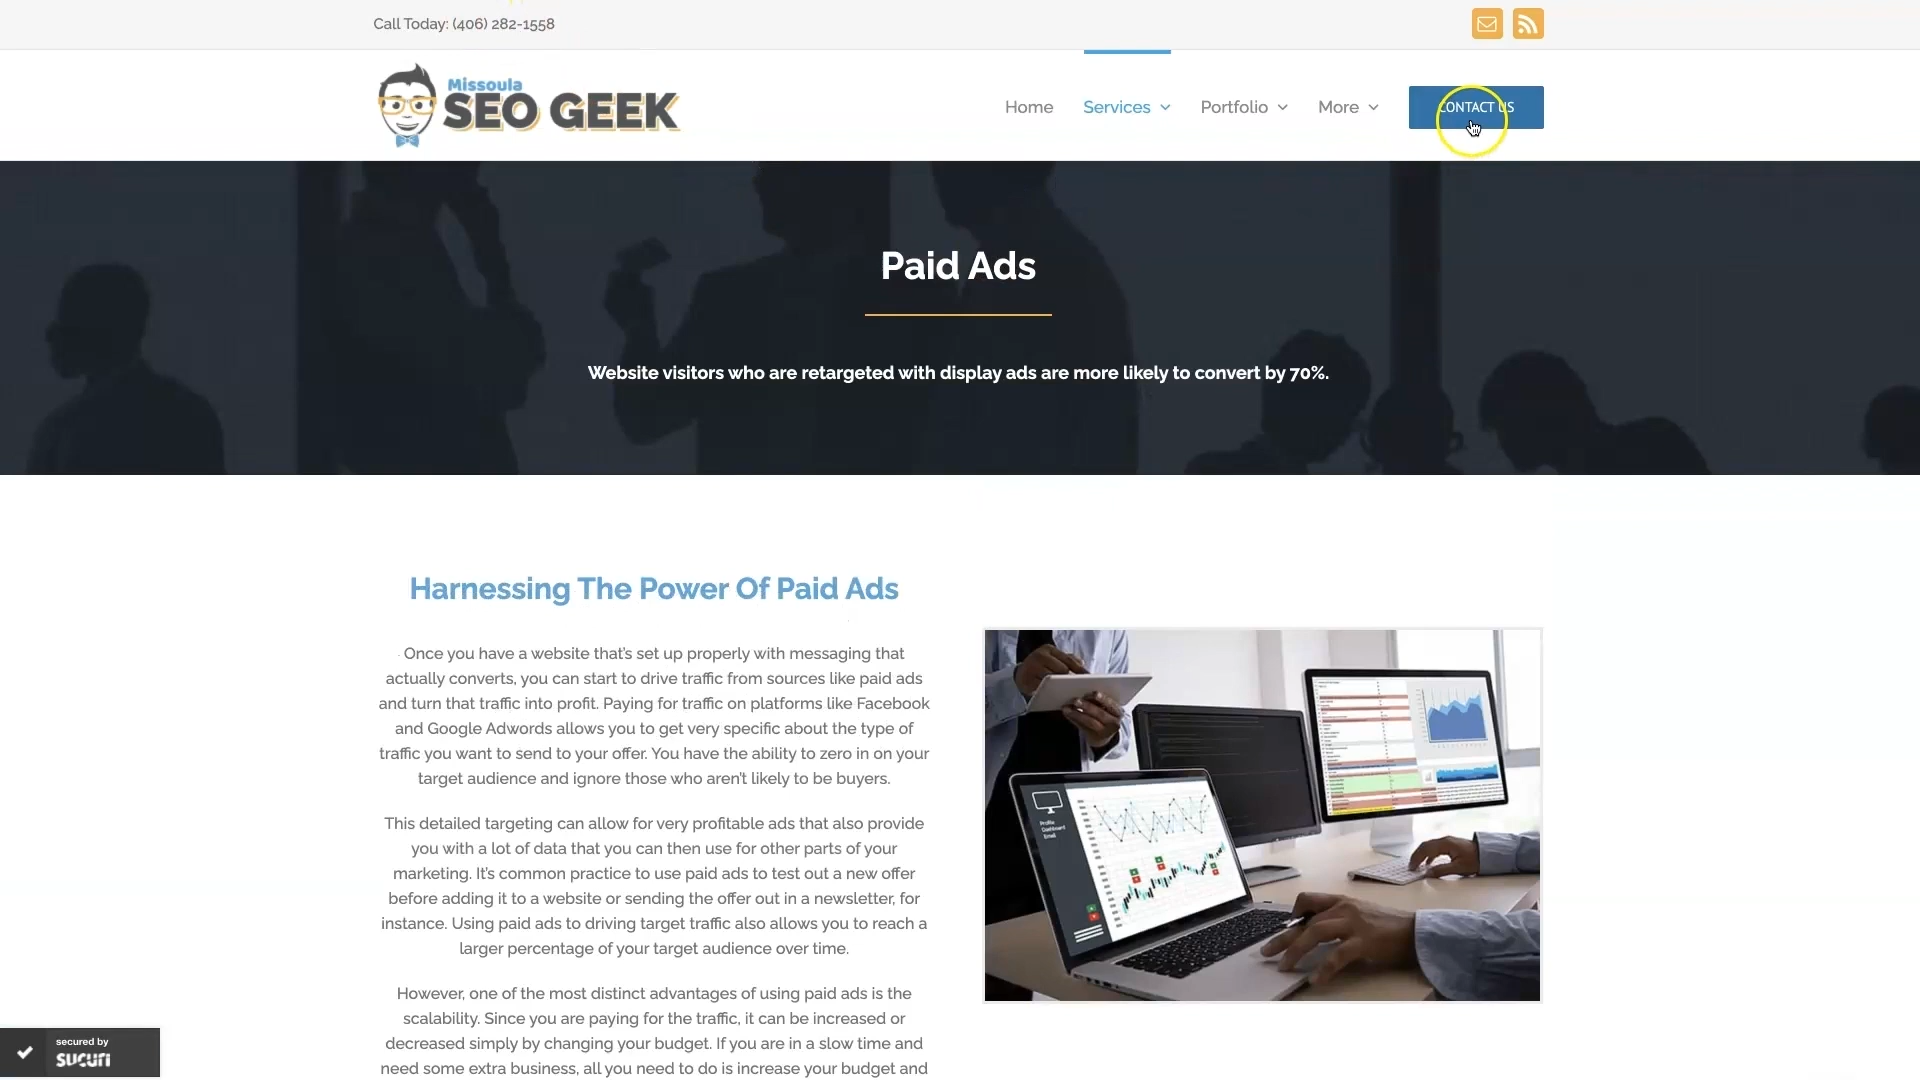 Call Today: (406) 282-1558
Missoula
SEO GEEK
Home
Services
Portfolio
More
CONTACT US
Paid Ads
Website visitors who are retargeted with display ads are more likely to convert by 70%.
Harnessing The Power Of Paid Ads
Once you have a website that's set up properly with messaging that
actually converts, you can start to drive traffic from sources like paid ads
and turn that traffic into profit. Paying for traffic on platforms like Facebook
and Google Adwords allows you to get very specific about the type of
traffic you want to send to your offer. You have the ability to zero in on your
target audience and ignore those who aren't likely to be buyers.
This detailed targeting can allow for very profitable ads that also provide
you with a lot of data that you can then use for other parts of your
marketing. It's common practice to use paid ads to test out a new offer
before adding it to a website or sending the offer out in a newsletter, for
instance. Using paid ads to driving target traffic also allows you to reach a
larger percentage of your target audience over time.
However, one of the most distinct advantages of using paid ads is the
scalability. Since you are paying for the traffic, it can be increased or
decreased simply by changing your budget. If you are in a slow time and
need some extra business, all you need to do is increase your budget and
Profile
Dashboard
Email
secured by
sucuri